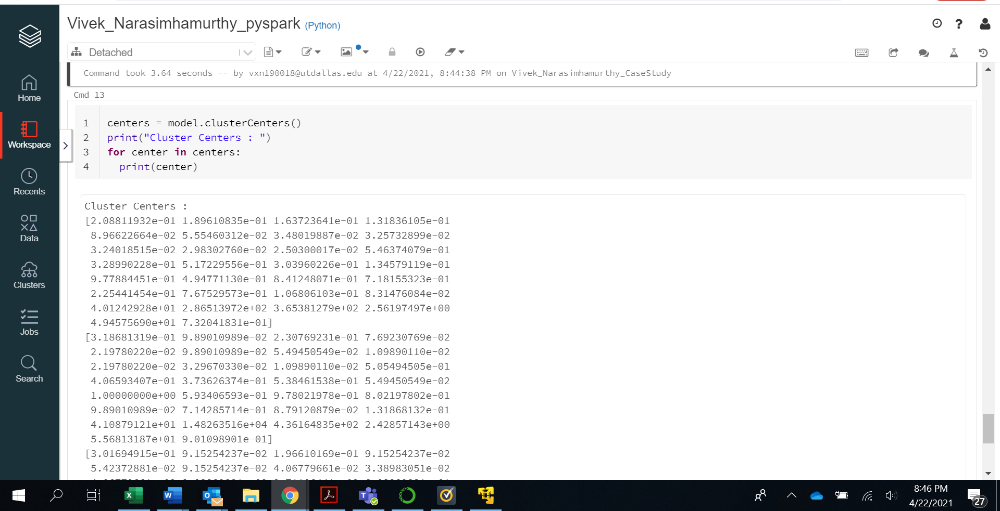 Vivek_Narasimhamurthy_pyspark (Python)
Detached
Command took 3.64 seconds -- by vxn190018@utdallas.edu at 4/22/2021, 8:44:38 PM on Vivek_Narasimhamurthy_CaseStudy
Home
Workspace
Recents
Data
Clusters
Jobs
Search
Cmd 13
1 centers = model.clusterCenters()
2 print("Cluster Centers : ")
3 for center in centers:
4 print(center)
Cluster Centers :
[2.08811932e-01 1.89610835e-01 1.63723641e-01 1.31836105e-01
8.96622664e-02 5.55460312e-02 3.48019887e-02 3.25732899e-02
3.24018515e-02 2.98302760e-02 2.50300017e-02 5.46374079e-01
3.28990228e-01 5.17229556e-01 3.03960226e-01 1.34579119e-01
9.77884451e-01 4.94771130e-01 8.41248071e-01 7.18155323e-01
2.25441454e-01 7.67529573e-01 1.06806103e-01 8.31476084e-02
4.01242928e+01 2.86513972e+02 3.65381279e+02 2.56197497e+00
4.94575690e+01 7.32041831e-01]
[3.18681319e-01 9.89010989e-02 2.30769231e-01 7.69230769e-02
2.19780220e-02 9.89010989e-02 5.49450549e-02 1.09890110e-02
2.19780220e-02 3.29670330e-02 1.09890110e-02 5.05494505e-01
4.06593407e-01 3.73626374e-01 5.38461538e-01 5.49450549e-02
1.00000000e+00 5.93406593e-01 9.78021978e-01 8.02197802e-01
9.89010989e-02 7.14285714e-01 8.79120879e-02 1.31868132e-01
4.10879121e+01 1.48263516e+04 4.36164835e+02 2.42857143e+00
5.56813187e+01 9.01098901e-01]
[3.01694915e-01 9.15254237e-02 1.96610169e-01 9.15254237e-02
5.42372881e-02 9.15254237e-02 4.06779661e-02 3.38983051e-02
8:46 PM
4/22/2021
27